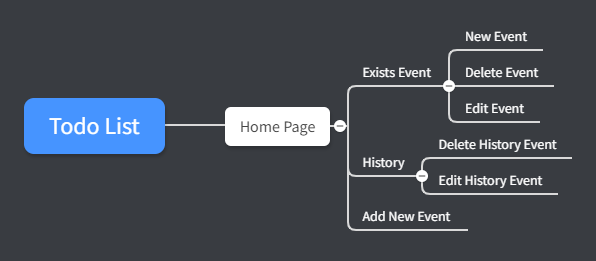 Todo List
Home Page
Exists Event
New Event
Delete Event
Edit Event
History
Delete History Event
Edit History Event
Add New Event